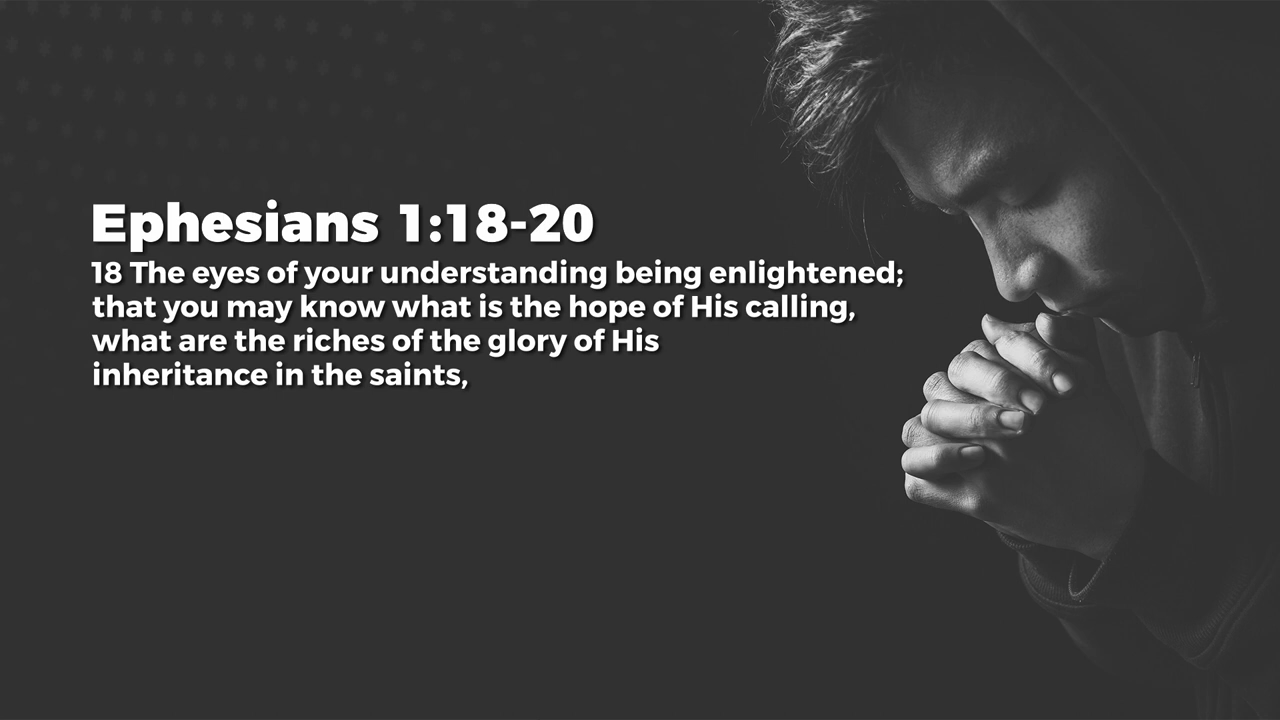 Ephesians 1:18-20
18 The eyes of your understanding being enlightened;
that you may know what is the hope of His calling,
what are the riches of the glory of His
inheritance in the saints,